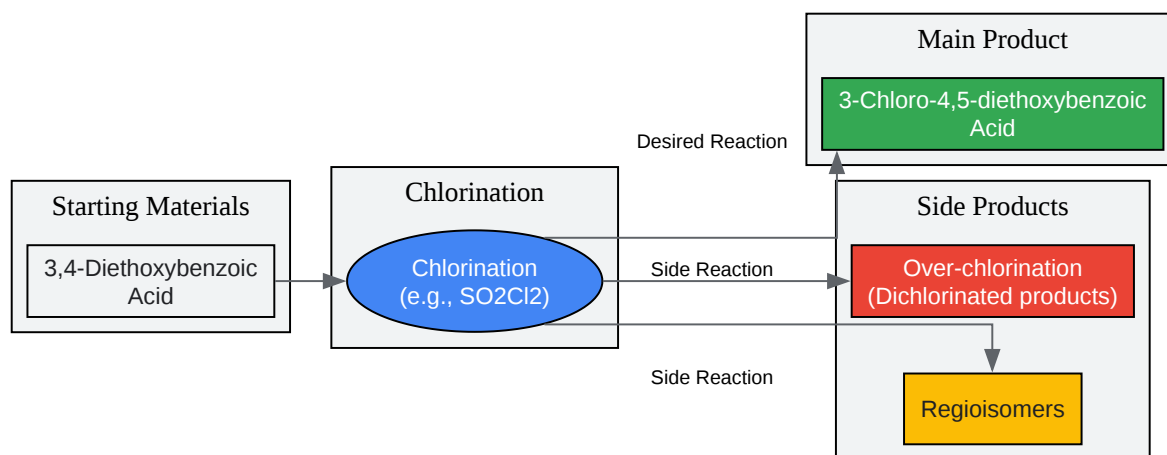 Main Product
3-Chloro-4,5-diethoxybenzoic
Acid
Desired Reaction
Starting Materials
3,4-Diethoxybenzoic
Acid
Chlorination
Chlorination
(e.g., SO2Cl2)
Side Reaction
Side Products
Over-chlorination
(Dichlorinated products)
Side Reaction
Regioisomers